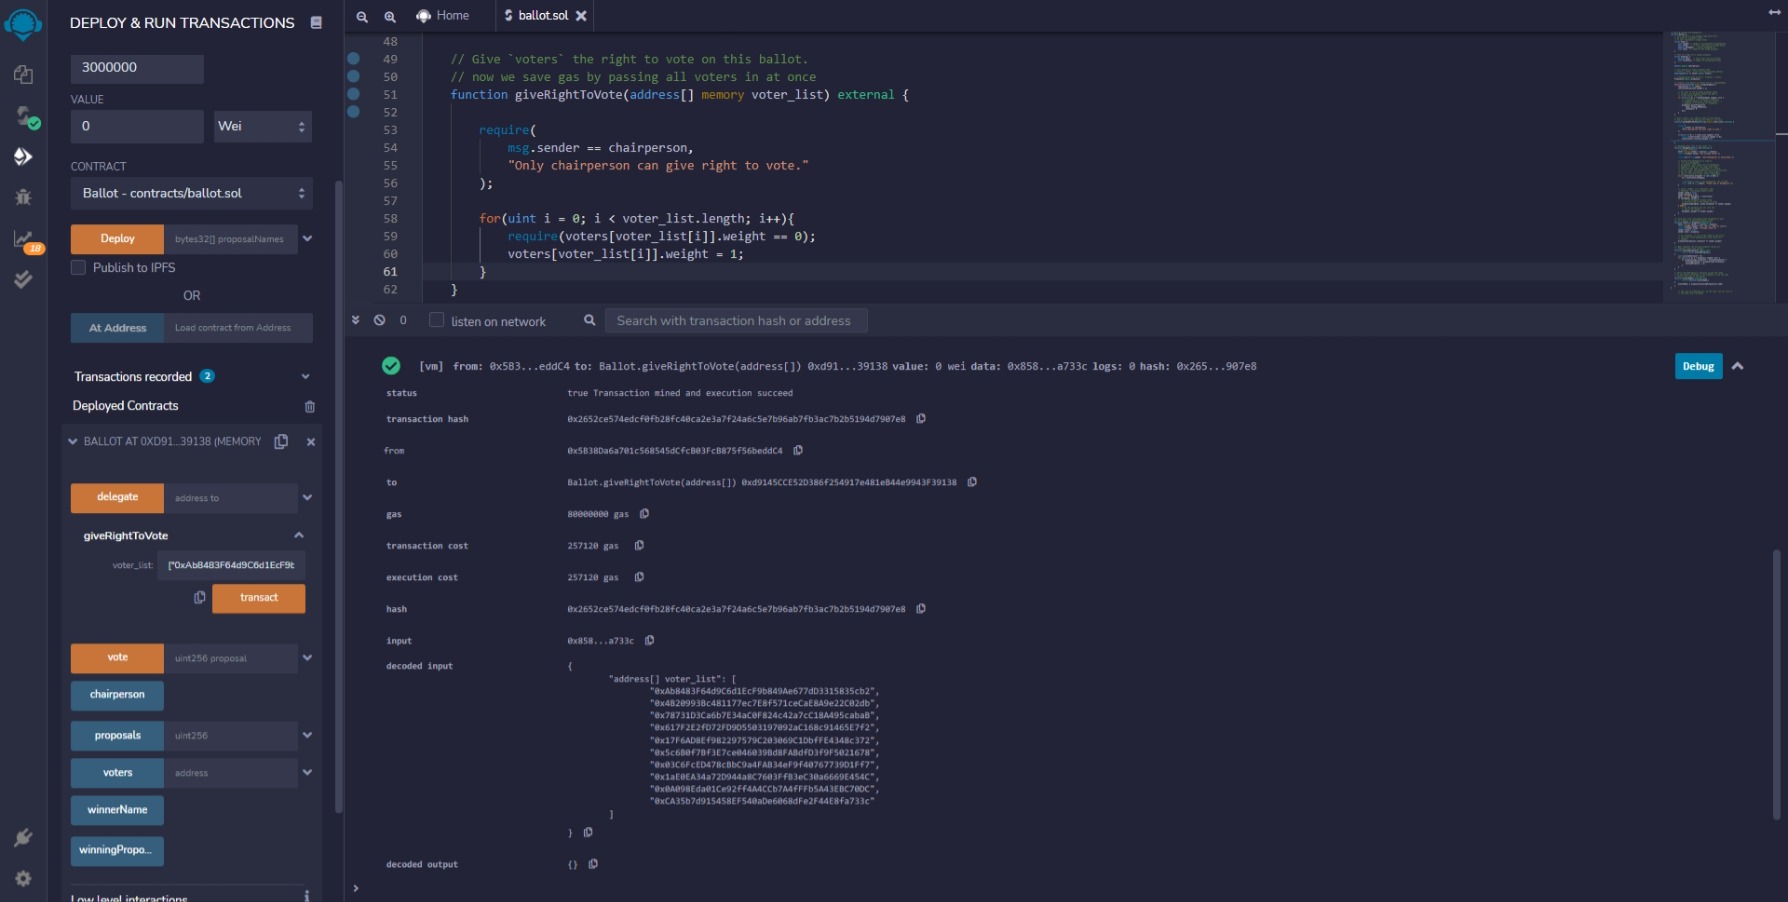 DEPLOY & RUN TRANSACTIONS
3000000
VALUE
0
Wei
CONTRACT
Ballot - contracts/ballot.sol
Deploy
bytes32[] proposalNames
Publish to IPFS
OR
At Address
Load contract from Address
Transactions recorded 2
Deployed Contracts
BALLOT AT 0XD91...39138 (MEMORY
delegate
address to
giveRightToVote
voter_list:
["0xAb8483F64d9C6d1EcF9b
transact
vote
uint256 proposal
chairperson
proposals
uint256
voters
address
winnerName
winningPropo...
Low level interactions
18
Home
ballot.sol
48
49 // Give `voters` the right to vote on this ballot.
50 // now we save gas by passing all voters in at once
51 function giveRightToVote(address[] memory voter_list) external {
52
53 require(
54 msg.sender == chairperson,
55 "Only chairperson can give right to vote."
56 );
57
58 for(uint i = 0; i < voter_list.length; i++){
59 require(voters[voter_list[i]].weight == 0);
60 voters[voter_list[i]].weight = 1;
61 }
62 }
0
listen on network
Search with transaction hash or address
[vm] from: 0x5B3...eddC4 to: Ballot.giveRightToVote(address[]) 0xd91...39138 value: 0 wei data: 0x858...a733c logs: 0 hash: 0x265...907e8
Debug
status true Transaction mined and execution succeed
transaction hash 0x2652ce574edcf0fb28fc40ca2e3a7f24a6c5e7b96ab7fb3ac7b2b5194d7907e8
from 0x5B38Da6a701c568545dCfcB03FcB875f56beddC4
to Ballot.giveRightToVote(address[]) 0xd9145CCE52D386f254917e481eB44e9943F39138
gas 80000000 gas
transaction cost 257120 gas
execution cost 257120 gas
hash 0x2652ce574edcf0fb28fc40ca2e3a7f24a6c5e7b96ab7fb3ac7b2b5194d7907e8
input 0x858...a733c
decoded input {
"address[] voter_list": [
"0xAb8483F64d9C6d1EcF9b849Ae677dD3315835cb2",
"0x4B20993Bc481177ec7E8f571ceCaE8A9e22C02db",
"0x78731D3Ca6b7E34aC0F824c42a7cC18A495cabaB",
"0x617F2E2fD72FD9D5503197092aC168c91465E7f2",
"0x17F6AD8Ef982297579C203069C1DbfFE4348c372",
"0x5c6B0f7Bf3E7ce046039Bd8FABdfD3f9F5021678",
"0x03C6FcED478cBbC9a4FAB34eF9f40767739D1Ff7",
"0x1aE0EA34a72D944a8C7603FfB3eC30a6669E454C",
"0x0A098Eda01Ce92ff4A4CCb7A4fFFb5A43EBC70DC",
"0xCA35b7d915458EF540aDe6068dFe2F44E8fa733c"
]
}
decoded output {}
>